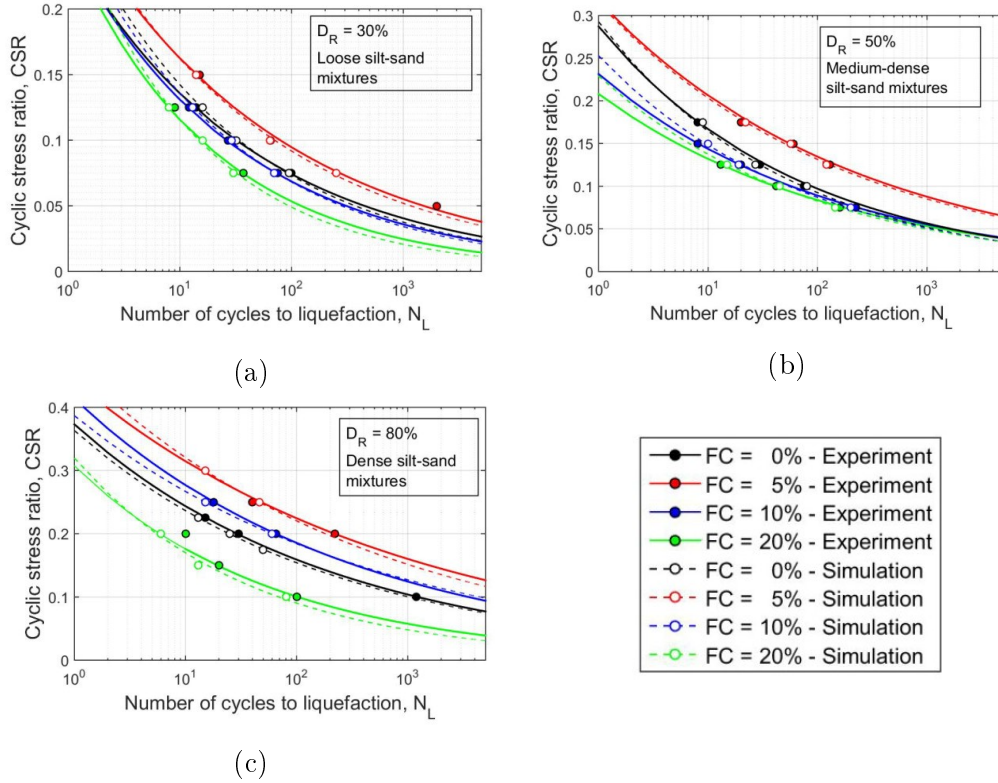 0.2
0.15
0.1
0.05
0
Cyclic stress ratio, CSR
D_R = 30%
Loose silt-sand
mixtures
10^0
10^1
10^2
10^3
Number of cycles to liquefaction, N_L
(a)
0.3
0.25
0.2
0.15
0.1
0.05
0
Cyclic stress ratio, CSR
D_R = 50%
Medium-dense
silt-sand mixtures
10^0
10^1
10^2
10^3
Number of cycles to liquefaction, N_L
(b)
0.4
0.3
0.2
0.1
0
Cyclic stress ratio, CSR
D_R = 80%
Dense silt-sand
mixtures
10^0
10^1
10^2
10^3
Number of cycles to liquefaction, N_L
(c)
FC = 0% - Experiment
FC = 5% - Experiment
FC = 10% - Experiment
FC = 20% - Experiment
FC = 0% - Simulation
FC = 5% - Simulation
FC = 10% - Simulation
FC = 20% - Simulation